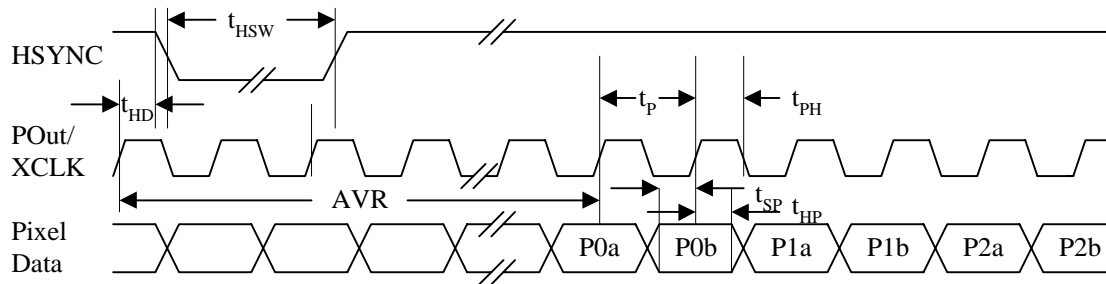 t_HSW
HSYNC
t_HD
t_P
t_PH
POut/
XCLK
AVR
t_SP
t_HP
Pixel
Data
P0a P0b P1a P1b P2a P2b